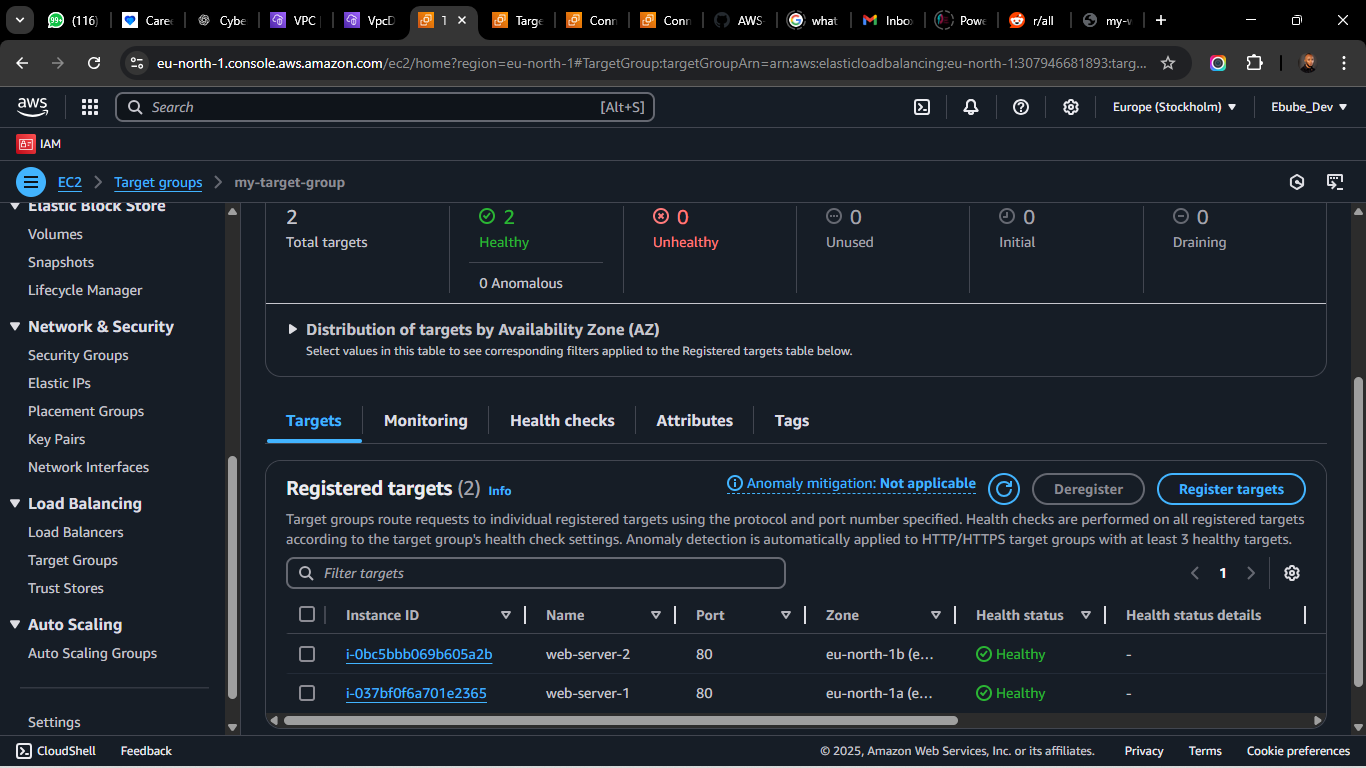 (116)
Caree
Cybe
VPC
VpcD
1
Targe
Conn
Conn
AWS
what
Inbo
Powe
r/all
my-v
eu-north-1.console.aws.amazon.com/ec2/home?region=eu-north-1#TargetGroup:targetGroupArn=arn:aws:elasticloadbalancing:eu-north-1:307946681893:targ...
aws
Search
[Alt+S]
Europe (Stockholm)
Ebube_Dev
IAM
EC2
Target groups
my-target-group
Elastic Block Store
Volumes
Snapshots
Lifecycle Manager
Network & Security
Security Groups
Elastic IPs
Placement Groups
Key Pairs
Network Interfaces
Load Balancing
Load Balancers
Target Groups
Trust Stores
Auto Scaling
Auto Scaling Groups
Settings
2
Total targets
2
Healthy
0 Anomalous
0
Unhealthy
0
Unused
0
Initial
0
Draining
Distribution of targets by Availability Zone (AZ)
Select values in this table to see corresponding filters applied to the Registered targets table below.
Targets
Monitoring
Health checks
Attributes
Tags
Registered targets (2) Info
Anomaly mitigation: Not applicable
Deregister
Register targets
Target groups route requests to individual registered targets using the protocol and port number specified. Health checks are performed on all registered targets
according to the target group's health check settings. Anomaly detection is automatically applied to HTTP/HTTPS target groups with at least 3 healthy targets.
Filter targets
1
Instance ID Name Port Zone Health status Health status details
i-0bc5bbb069b605a2b web-server-2 80 eu-north-1b (e... Healthy -
i-037bf0f6a701e2365 web-server-1 80 eu-north-1a (e... Healthy -
CloudShell
Feedback
© 2025, Amazon Web Services, Inc. or its affiliates.
Privacy
Terms
Cookie preferences